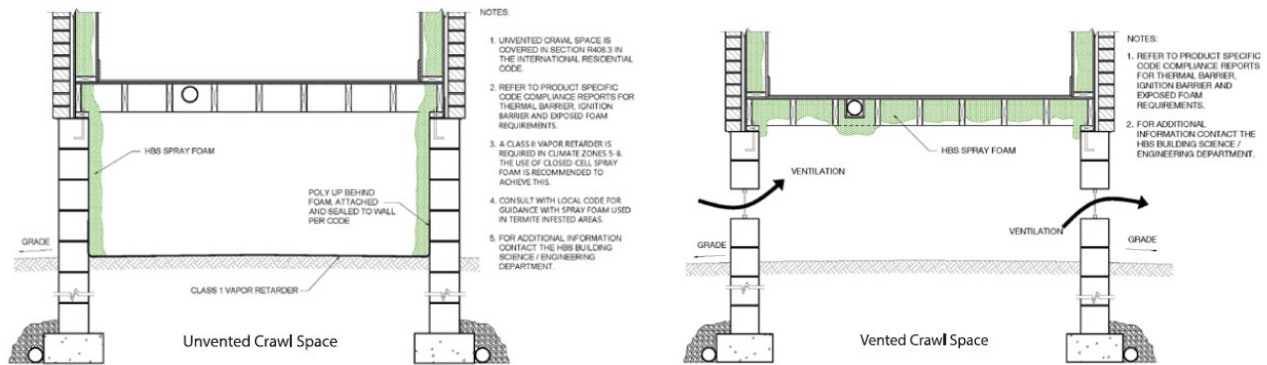 NOTES:
1. UNVENTED CRAWL SPACE IS
COVERED IN SECTION R408.3 IN
THE INTERNATIONAL RESIDENTIAL
CODE.
2. REFER TO PRODUCT SPECIFIC
CODE COMPLIANCE REPORTS FOR
THERMAL BARRIER, IGNITION
BARRIER AND EXPOSED FOAM
REQUIREMENTS.
3. A CLASS II VAPOR RETARDER IS
REQUIRED IN CLIMATE ZONES 5-8.
THE USE OF CLOSED-CELL SPRAY
FOAM IS RECOMMENDED TO
ACHIEVE THIS.
4. CONSULT WITH LOCAL CODE FOR
GUIDANCE WITH SPRAY FOAM USED
IN TERMITE INFESTED AREAS.
5. FOR ADDITIONAL INFORMATION
CONTACT THE HBS BUILDING
SCIENCE / ENGINEERING
DEPARTMENT.
HBS SPRAY FOAM
POLY UP BEHIND
FOAM, ATTACHED
AND SEALED TO WALL
PER CODE
GRADE
CLASS 1 VAPOR RETARDER
Unvented Crawl Space
NOTES:
1. REFER TO PRODUCT SPECIFIC
CODE COMPLIANCE REPORTS
FOR THERMAL BARRIER,
IGNITION BARRIER AND
EXPOSED FOAM
REQUIREMENTS.
2. FOR ADDITIONAL
INFORMATION CONTACT THE
HBS BUILDING SCIENCE /
ENGINEERING DEPARTMENT.
HBS SPRAY FOAM
VENTILATION
VENTILATION
GRADE
GRADE
Vented Crawl Space